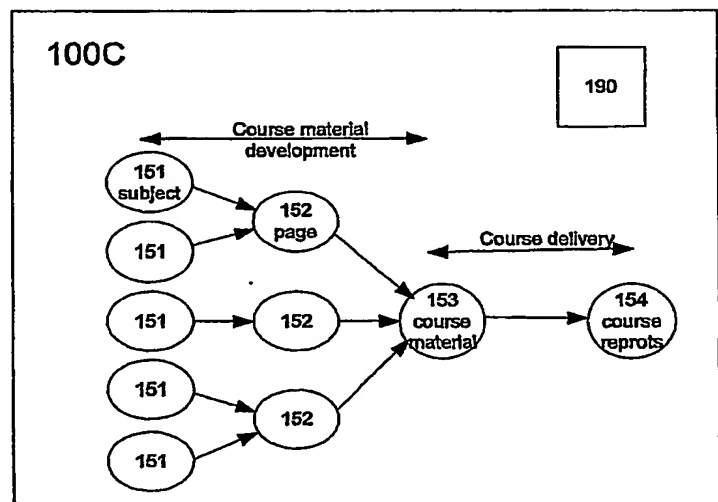 100C
190
Course material
development
151
subject
152
page
151
Course delivery
153
course
material
154
course
reprots
151
152
151
152
151